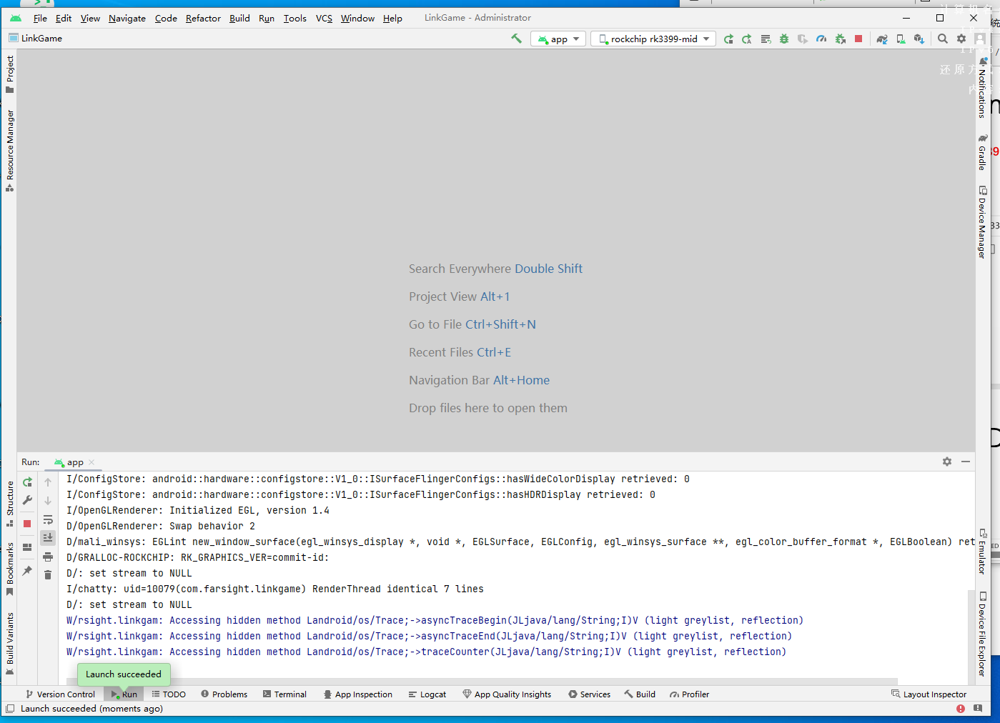 File Edit View Navigate Code Refactor Build Run Tools VCS Window Help LinkGame - Administrator
LinkGame app rockchip rk3399-mid
还原方式
Project
Resource Manager
Structure
Bookmarks
Build Variants
Notifications
Gradle
Device Manager
Emulator
Device File Explorer
Search Everywhere Double Shift
Project View Alt+1
Go to File Ctrl+Shift+N
Recent Files Ctrl+E
Navigation Bar Alt+Home
Drop files here to open them
Run: app
I/ConfigStore: android::hardware::configstore::V1_0::ISurfaceFlingerConfigs::hasWideColorDisplay retrieved: 0
I/ConfigStore: android::hardware::configstore::V1_0::ISurfaceFlingerConfigs::hasHDRDisplay retrieved: 0
I/OpenGLRenderer: Initialized EGL, version 1.4
D/OpenGLRenderer: Swap behavior 2
D/mali_winsys: EGLint new_window_surface(egl_winsys_display *, void *, EGLSurface, EGLConfig, egl_winsys_surface **, egl_color_buffer_format *, EGLBoolean) ret
D/GRALLOC-ROCKCHIP: RK_GRAPHICS_VER=commit-id:
D/: set stream to NULL
I/chatty: uid=10079(com.farsight.linkgame) RenderThread identical 7 lines
D/: set stream to NULL
W/rsight.linkgam: Accessing hidden method Landroid/os/Trace;->asyncTraceBegin(JLjava/lang/String;I)V (light greylist, reflection)
W/rsight.linkgam: Accessing hidden method Landroid/os/Trace;->asyncTraceEnd(JLjava/lang/String;I)V (light greylist, reflection)
W/rsight.linkgam: Accessing hidden method Landroid/os/Trace;->traceCounter(JLjava/lang/String;I)V (light greylist, reflection)
Launch succeeded
Version Control Run TODO Problems Terminal App Inspection Logcat App Quality Insights Services Build Profiler Layout Inspector
Launch succeeded (moments ago)